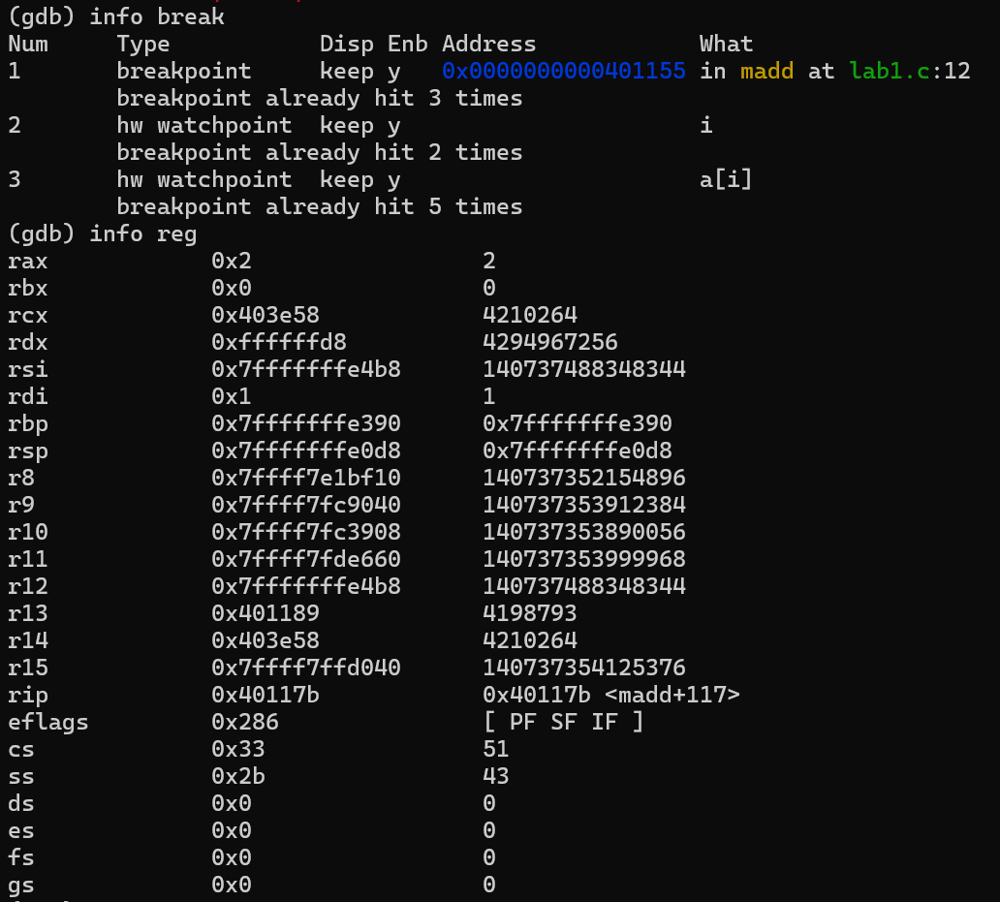 (gdb) info break
Num     Type           Disp Enb Address            What
1       breakpoint     keep y   0x0000000000401155 in madd at lab1.c:12
        breakpoint already hit 3 times
2       hw watchpoint  keep y                      i
        breakpoint already hit 2 times
3       hw watchpoint  keep y                      a[i]
        breakpoint already hit 5 times
(gdb) info reg
rax            0x2                 2
rbx            0x0                 0
rcx            0x403e58            4210264
rdx            0xffffffd8          4294967256
rsi            0x7fffffffe4b8      140737488348344
rdi            0x1                 1
rbp            0x7fffffffe390      0x7fffffffe390
rsp            0x7fffffffe0d8      0x7fffffffe0d8
r8             0x7ffff7e1bf10      140737352154896
r9             0x7ffff7fc9040      140737353912384
r10            0x7ffff7fc3908      140737353890056
r11            0x7ffff7fde660      140737353999968
r12            0x7fffffffe4b8      140737488348344
r13            0x401189            4198793
r14            0x403e58            4210264
r15            0x7ffff7ffd040      140737354125376
rip            0x40117b            0x40117b <madd+117>
eflags         0x286               [ PF SF IF ]
cs             0x33                51
ss             0x2b                43
ds             0x0                 0
es             0x0                 0
fs             0x0                 0
gs             0x0                 0